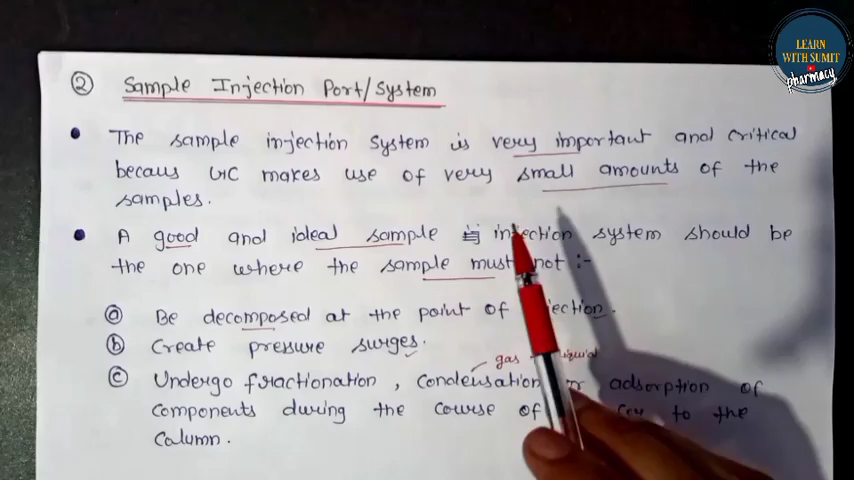 LEARN
WITH SUMIT
pharmacy
② Sample Injection Port/System
• The sample injection system is very important and critical
becaus GC makes use of very small amounts of the
samples.
• A good and ideal sample injection system should be
the one where the sample must not :-
ⓐ Be decomposed at the point of jection.
ⓑ Create pressure surges.
gas
ⓒ Undergo fractionation, Condensation or adsorption of
components during the course of to the
Column.